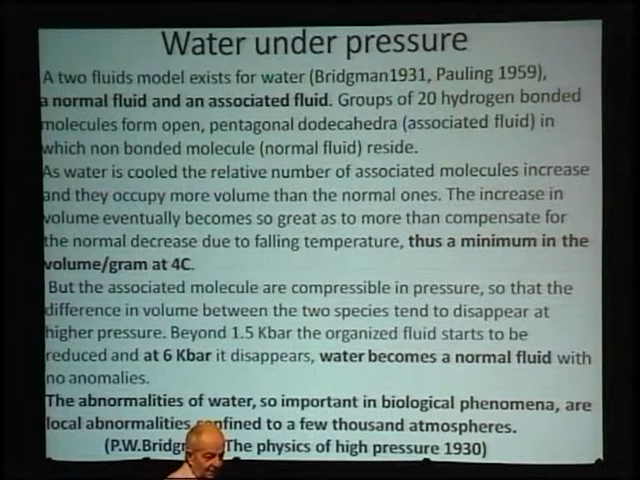 Water under pressure
A two fluids model exists for water (Bridgman1931, Pauling 1959),
a normal fluid and an associated fluid. Groups of 20 hydrogen bonded
molecules form open, pentagonal dodecahedra (associated fluid) in
which non bonded molecule (normal fluid) reside.
As water is cooled the relative number of associated molecules increase
and they occupy more volume than the normal ones. The increase in
volume eventually becomes so great as to more than compensate for
the normal decrease due to falling temperature, thus a minimum in the
volume/gram at 4C.
But the associated molecule are compressible in pressure, so that the
difference in volume between the two species tend to disappear at
higher pressure. Beyond 1.5 Kbar the organized fluid starts to be
reduced and at 6 Kbar it disappears, water becomes a normal fluid with
no anomalies.
The abnormalities of water, so important in biological phenomena, are
local abnormalities confined to a few thousand atmospheres.
(P.W.Bridgr The physics of high pressure 1930)